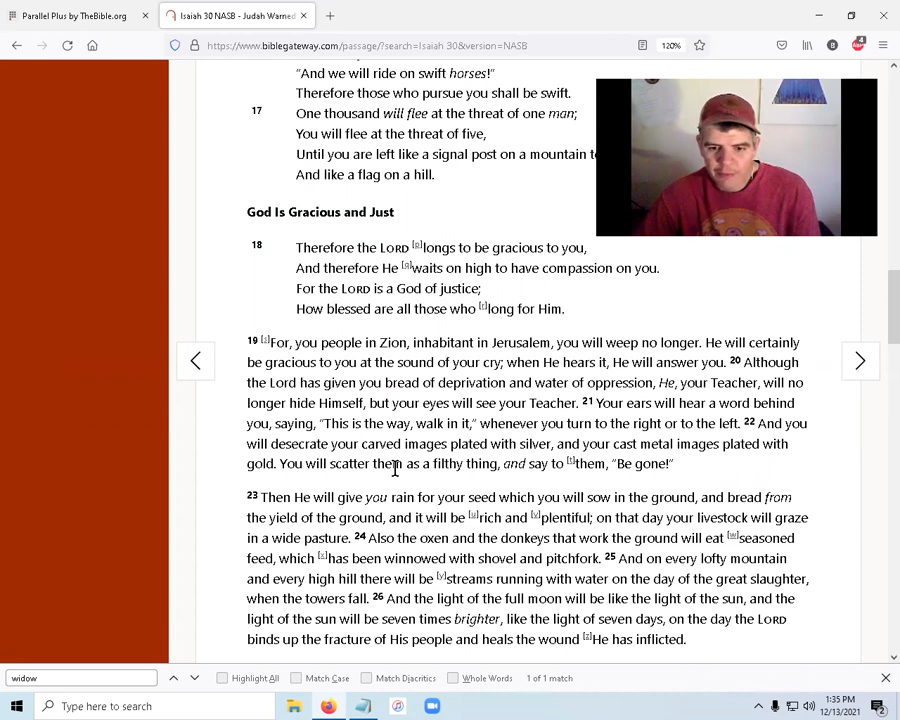 Parallel Plus by TheBible.org
Isaiah 30 NASB - Judah Warned
https://www.biblegateway.com/passage/?search=Isaiah 30&version=NASB
120%
B
4
"And we will ride on swift horses!"
Therefore those who pursue you shall be swift.
17 One thousand will flee at the threat of one man;
You will flee at the threat of five,
Until you are left like a signal post on a mountain
And like a flag on a hill.
God Is Gracious and Just
18 Therefore the LORD [p]longs to be gracious to you,
And therefore He [q]waits on high to have compassion on you.
For the LORD is a God of justice;
How blessed are all those who [r]long for Him.
19 [s]For, you people in Zion, inhabitant in Jerusalem, you will weep no longer. He will certainly
be gracious to you at the sound of your cry; when He hears it, He will answer you. 20 Although
the Lord has given you bread of deprivation and water of oppression, He, your Teacher, will no
longer hide Himself, but your eyes will see your Teacher. 21 Your ears will hear a word behind
you, saying, "This is the way, walk in it," whenever you turn to the right or to the left. 22 And you
will desecrate your carved images plated with silver, and your cast metal images plated with
gold. You will scatter them as a filthy thing, and say to [t]them, "Be gone!"
23 Then He will give you rain for your seed which you will sow in the ground, and bread from
the yield of the ground, and it will be [u]rich and [v]plentiful; on that day your livestock will graze
in a wide pasture. 24 Also the oxen and the donkeys that work the ground will eat [w]seasoned
feed, which [x]has been winnowed with shovel and pitchfork. 25 And on every lofty mountain
and every high hill there will be [y]streams running with water on the day of the great slaughter,
when the towers fall. 26 And the light of the full moon will be like the light of the sun, and the
light of the sun will be seven times brighter, like the light of seven days, on the day the LORD
binds up the fracture of His people and heals the wound [z]He has inflicted.
widow
Highlight All
Match Case
Match Diacritics
Whole Words
1 of 1 match
Type here to search
1:35 PM
12/13/2021
2